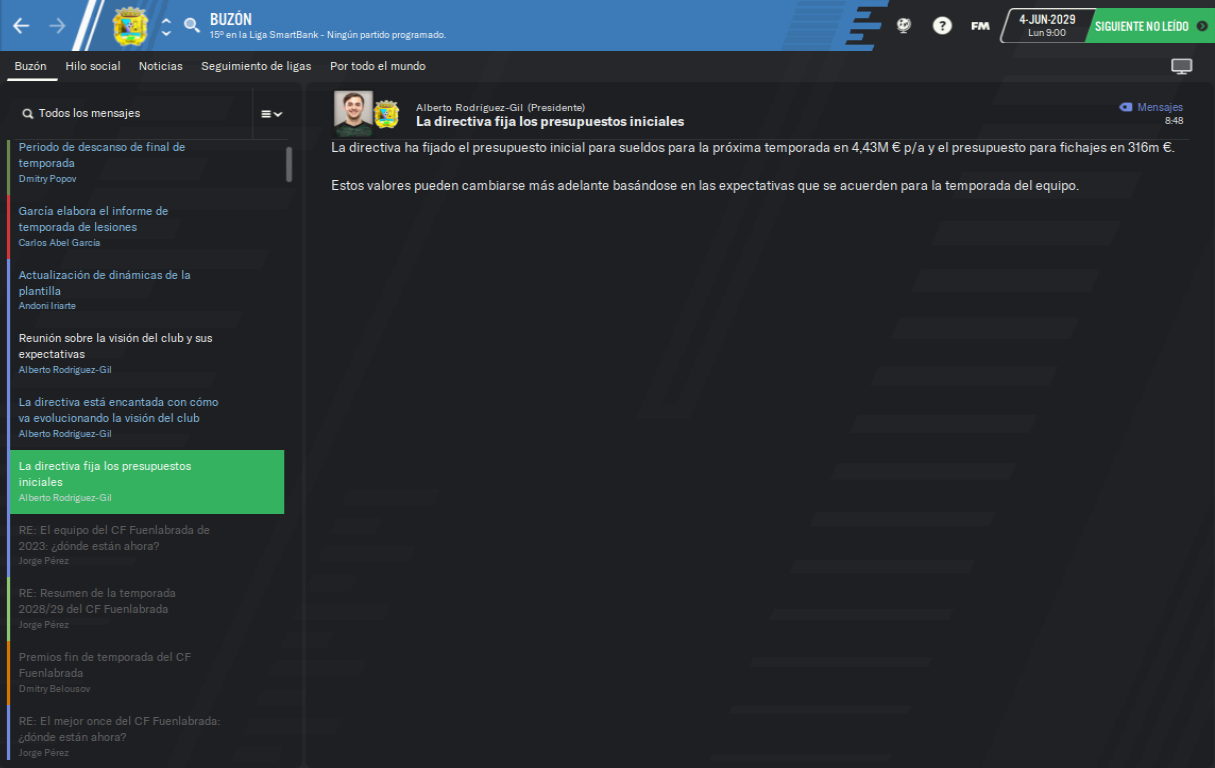 BUZÓN
15º en la Liga SmartBank - Ningún partido programado.
?
FM
4-JUN-2029
Lun 9:00
SIGUIENTE NO LEÍDO
Buzón
Hilo social
Noticias
Seguimiento de ligas
Por todo el mundo
Todos los mensajes
Periodo de descanso de final de
temporada
Dmitry Popov
García elabora el informe de
temporada de lesiones
Carlos Abel García
Actualización de dinámicas de la
plantilla
Andoni Iriarte
Reunión sobre la visión del club y sus
expectativas
Alberto Rodríguez-Gil
La directiva está encantada con cómo
va evolucionando la visión del club
Alberto Rodríguez-Gil
La directiva fija los presupuestos
iniciales
Alberto Rodríguez-Gil
RE: El equipo del CF Fuenlabrada de
2023: ¿dónde están ahora?
Jorge Pérez
RE: Resumen de la temporada
2028/29 del CF Fuenlabrada
Jorge Pérez
Premios fin de temporada del CF
Fuenlabrada
Dmitry Belousov
RE: El mejor once del CF Fuenlabrada:
¿dónde están ahora?
Jorge Pérez
Alberto Rodríguez-Gil (Presidente)
La directiva fija los presupuestos iniciales
Mensajes
8:48
La directiva ha fijado el presupuesto inicial para sueldos para la próxima temporada en 4,43M € p/a y el presupuesto para fichajes en 316m €.
Estos valores pueden cambiarse más adelante basándose en las expectativas que se acuerden para la temporada del equipo.